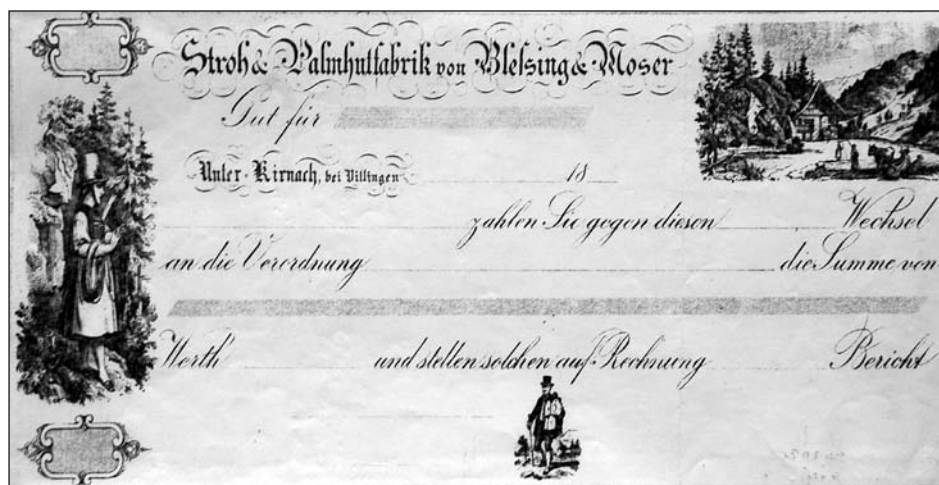 Stroh & Palmhutfabrik von Blessing & Moser
Gut für
Unter-Kirnach, bei Villingen 18
zahlen Sie gegen diesen Wechsel
an die Verordnung die Summe von
Werth und stellen solchen auf Rechnung Bericht